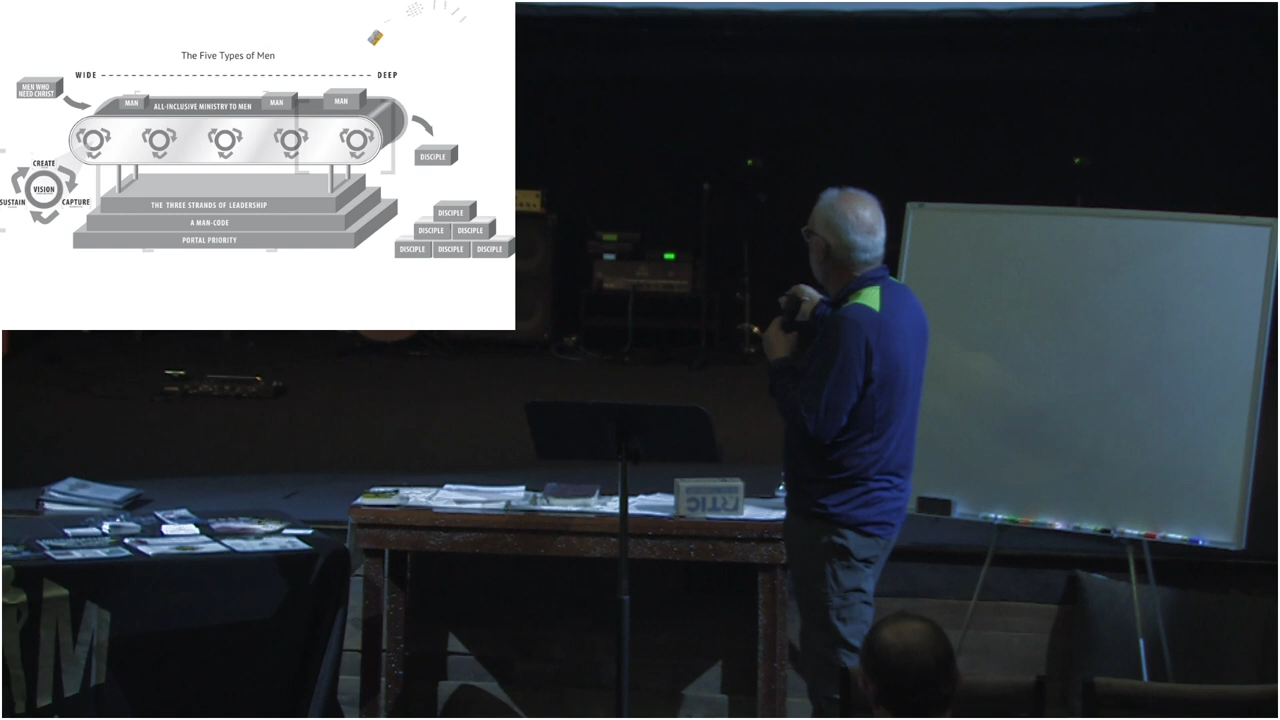 The Five Types of Men
WIDE DEEP
MEN WHO
NEED CHRIST
MAN ALL-INCLUSIVE MINISTRY TO MEN MAN MAN
DISCIPLE
CREATE
VISION
SUSTAIN CAPTURE
THE THREE STRANDS OF LEADERSHIP
A MAN-CODE
PORTAL PRIORITY
DISCIPLE
DISCIPLE DISCIPLE
DISCIPLE DISCIPLE DISCIPLE
RTIC